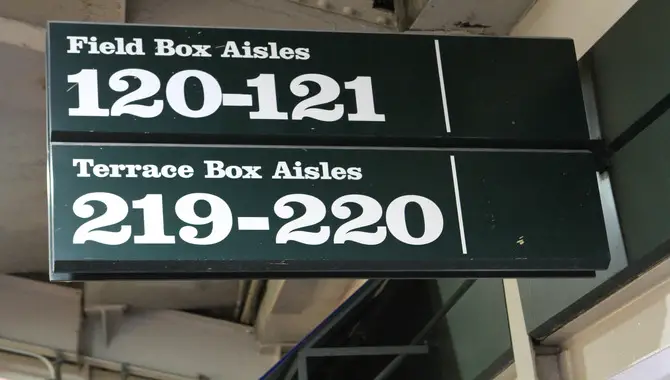 Field Box Aisles
120-121
Terrace Box Aisles
219-220